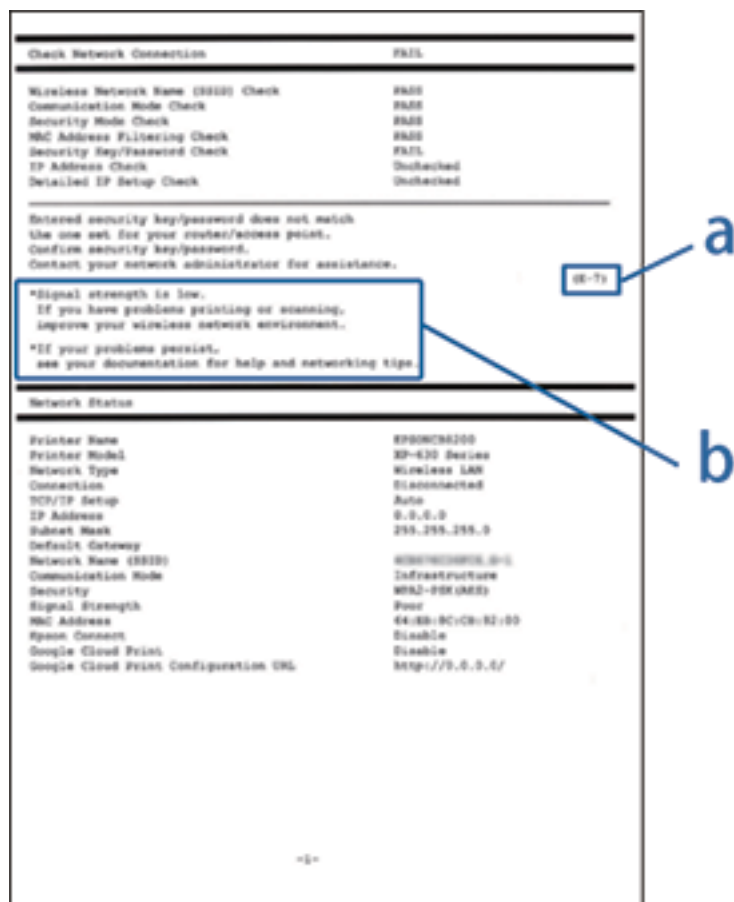 Check Network Connection FAIL
Wireless Network Name (SSID) Check PASS
Communication Mode Check PASS
Security Mode Check PASS
MAC Address Filtering Check PASS
Security Key/Password Check FAIL
IP Address Check Unchecked
Detailed IP Setup Check Unchecked
Entered security key/password does not match
the one set for your router/access point.
Confirm security key/password.
Contact your network administrator for assistance.
(E-7)
a
*Signal strength is low.
If you have problems printing or scanning,
improve your wireless network environment.
*If your problems persist,
see your documentation for help and networking tips.
b
Network Status
Printer Name
Printer Model XP-630 Series
Network Type Wireless LAN
Connection Disconnected
TCP/IP Setup Auto
IP Address 0.0.0.0
Subnet Mask 255.255.255.0
Default Gateway
Network Name (SSID)
Communication Mode Infrastructure
Security WPA2-PSK(AES)
Signal Strength Poor
MAC Address
Epson Connect Disable
Google Cloud Print Disable
Google Cloud Print Configuration URL http://0.0.0.0/
-1-